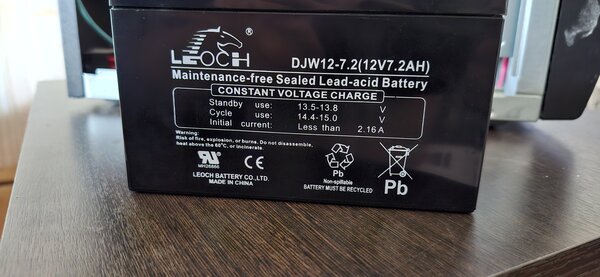 LEOCH ®
DJW12-7.2(12V7.2AH)
Maintenance-free Sealed Lead-acid Battery
CONSTANT VOLTAGE CHARGE
Standby use: 13.5-13.8 V
Cycle use: 14.4-15.0 V
Initial current: Less than 2.16A
Warning:
Risk of fire, explosion, or burns. Do not disassemble,
heat above the 60°C, or incinerate.
MH26866
CE
LEOCH BATTERY CO.,LTD.
MADE IN CHINA
Pb
Non-spillable
BATTERY MUST BE RECYCLED
Pb